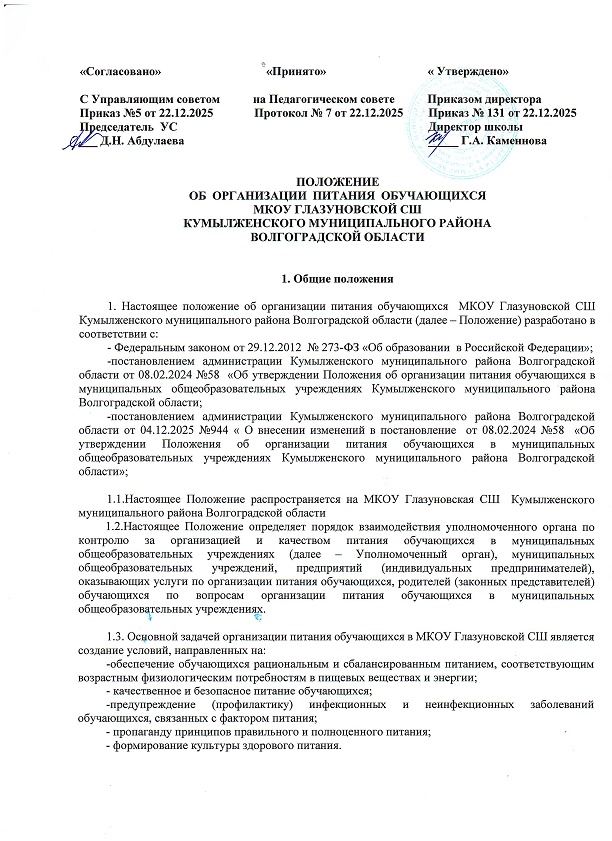 «Согласовано» «Принято» « Утверждено»
С Управляющим советом на Педагогическом совете Приказом директора
Приказ №5 от 22.12.2025 Протокол № 7 от 22.12.2025 Приказ № 131 от 22.12.2025
Председатель УС Директор школы
____ Д.Н. Абдулаева _____ Г.А. Каменнова
ПОЛОЖЕНИЕ
ОБ ОРГАНИЗАЦИИ ПИТАНИЯ ОБУЧАЮЩИХСЯ
МКОУ ГЛАЗУНОВСКОЙ СШ
КУМЫЛЖЕНСКОГО МУНИЦИПАЛЬНОГО РАЙОНА
ВОЛГОГРАДСКОЙ ОБЛАСТИ
1. Общие положения
1. Настоящее положение об организации питания обучающихся МКОУ Глазуновской СШ
Кумылженского муниципального района Волгоградской области (далее – Положение) разработано в
соответствии с:
- Федеральным законом от 29.12.2012 № 273-ФЗ «Об образовании в Российской Федерации»;
-постановлением администрации Кумылженского муниципального района Волгоградской
области от 08.02.2024 №58 «Об утверждении Положения об организации питания обучающихся в
муниципальных общеобразовательных учреждениях Кумылженского муниципального района
Волгоградской области;
-постановлением администрации Кумылженского муниципального района Волгоградской
области от 04.12.2025 №944 « О внесении изменений в постановление от 08.02.2024 №58 «Об
утверждении Положения об организации питания обучающихся в муниципальных
общеобразовательных учреждениях Кумылженского муниципального района Волгоградской
области»;
1.1.Настоящее Положение распространяется на МКОУ Глазуновская СШ Кумылженского
муниципального района Волгоградской области
1.2.Настоящее Положение определяет порядок взаимодействия уполномоченного органа по
контролю за организацией и качеством питания обучающихся в муниципальных
общеобразовательных учреждениях (далее – Уполномоченный орган), муниципальных
общеобразовательных учреждений, предприятий (индивидуальных предпринимателей),
оказывающих услуги по организации питания обучающихся, родителей (законных представителей)
обучающихся по вопросам организации питания обучающихся в муниципальных
общеобразовательных учреждениях.
1.3. Основной задачей организации питания обучающихся в МКОУ Глазуновской СШ является
создание условий, направленных на:
-обеспечение обучающихся рациональным и сбалансированным питанием, соответствующим
возрастным физиологическим потребностям в пищевых веществах и энергии;
- качественное и безопасное питание обучающихся;
-предупреждение (профилактику) инфекционных и неинфекционных заболеваний
обучающихся, связанных с фактором питания;
- пропаганду принципов правильного и полноценного питания;
- формирование культуры здорового питания.